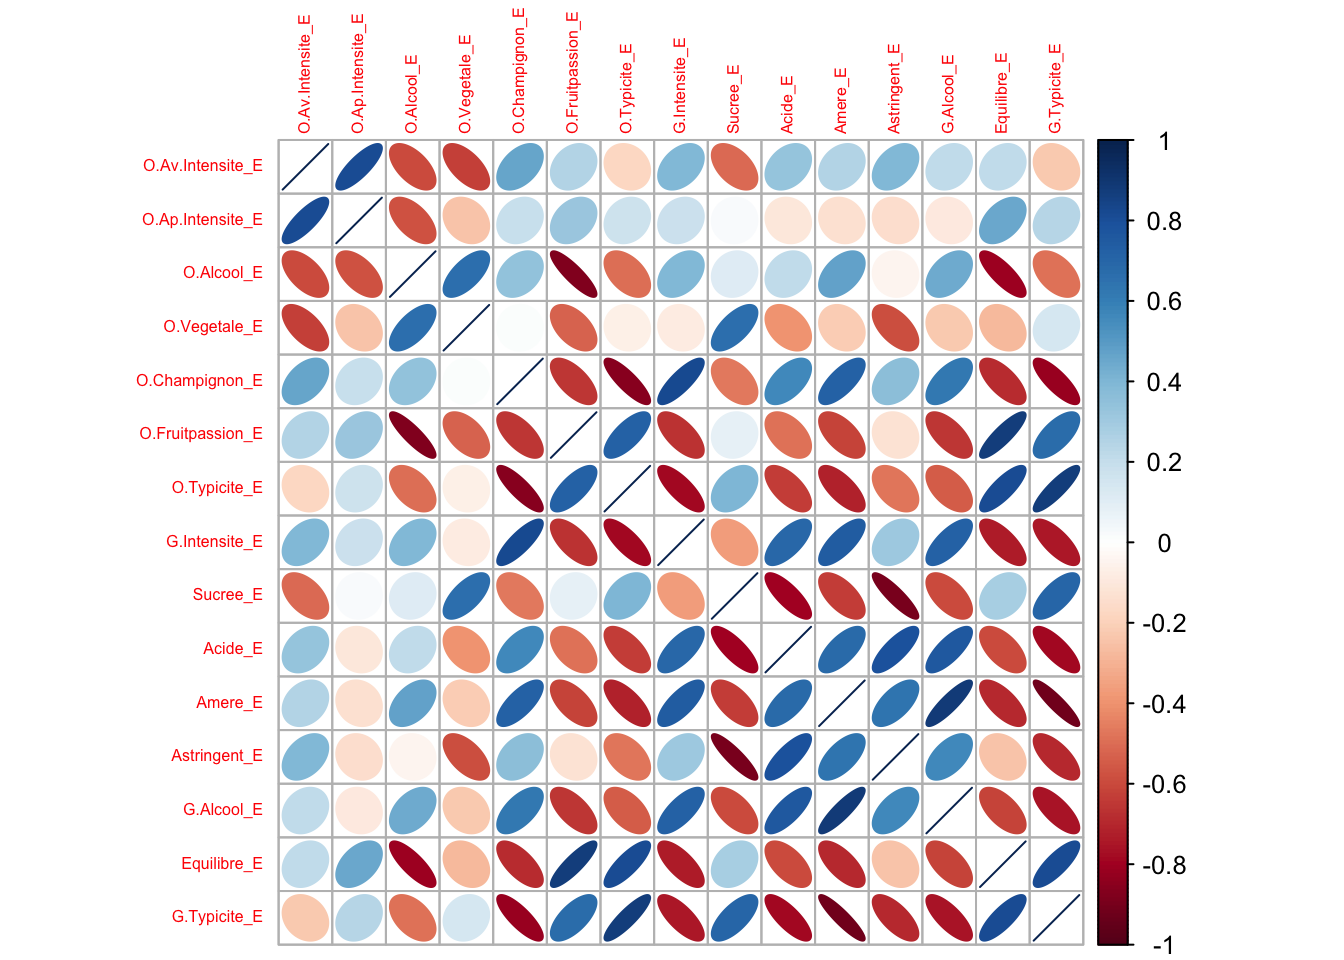 O.Av.Intensite_E
O.Ap.Intensite_E
O.Alcool_E
O.Vegetale_E
O.Champignon_E
O.Fruitpassion_E
O.Typicite_E
G.Intensite_E
Sucree_E
Acide_E
Amere_E
Astringent_E
G.Alcool_E
Equilibre_E
G.Typicite_E
O.Av.Intensite_E
O.Ap.Intensite_E
O.Alcool_E
O.Vegetale_E
O.Champignon_E
O.Fruitpassion_E
O.Typicite_E
G.Intensite_E
Sucree_E
Acide_E
Amere_E
Astringent_E
G.Alcool_E
Equilibre_E
G.Typicite_E
1
0.8
0.6
0.4
0.2
0
-0.2
-0.4
-0.6
-0.8
-1